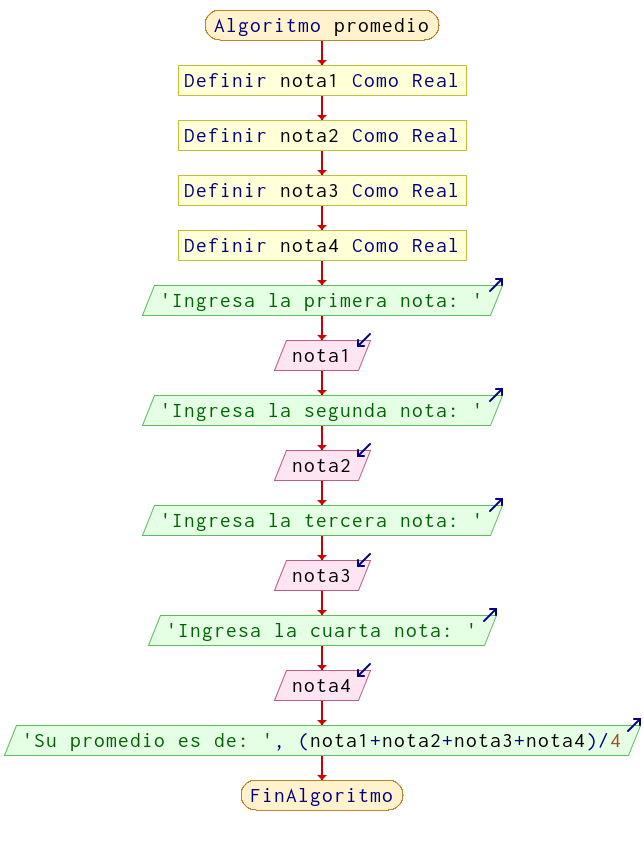 Algoritmo promedio
Definir nota1 Como Real
Definir nota2 Como Real
Definir nota3 Como Real
Definir nota4 Como Real
'Ingresa la primera nota: '
nota1
'Ingresa la segunda nota: '
nota2
'Ingresa la tercera nota: '
nota3
'Ingresa la cuarta nota: '
nota4
'Su promedio es de: ', (nota1+nota2+nota3+nota4)/4
FinAlgoritmo